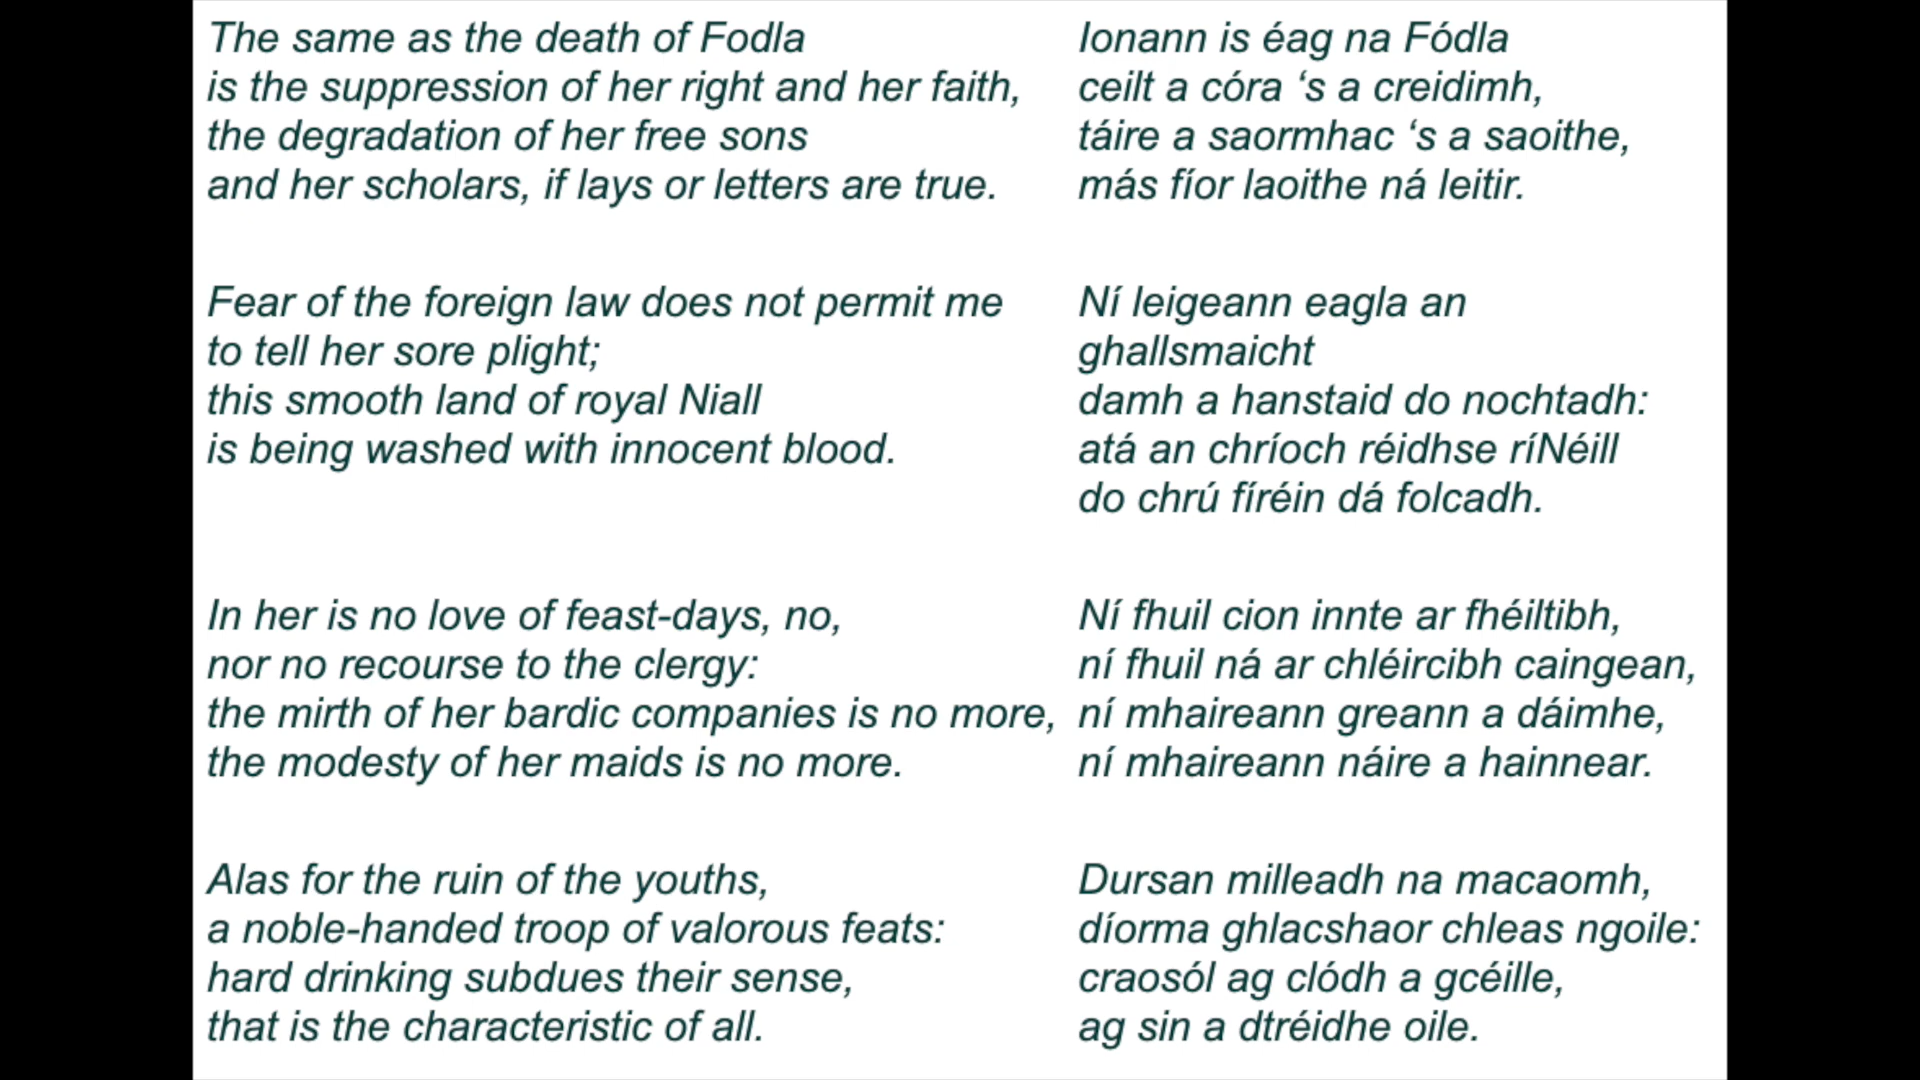 The same as the death of Fodla
is the suppression of her right and her faith,
the degradation of her free sons
and her scholars, if lays or letters are true.
Fear of the foreign law does not permit me
to tell her sore plight;
this smooth land of royal Niall
is being washed with innocent blood.
In her is no love of feast-days, no,
nor no recourse to the clergy:
the mirth of her bardic companies is no more,
the modesty of her maids is no more.
Alas for the ruin of the youths,
a noble-handed troop of valorous feats:
hard drinking subdues their sense,
that is the characteristic of all.
Ionann is éag na Fódla
ceilt a córa ‘s a creidimh,
táire a saormhac ‘s a saoithe,
más fíor laoithe ná leitir.
Ní leigeann eagla an
ghallsmaicht
damh a hanstaid do nochtadh:
atá an chríoch réidhse ríNéill
do chrú fíréin dá folcadh.
Ní fhuil cion innte ar fhéiltibh,
ní fhuil ná ar chléircibh caingean,
ní mhaireann greann a dáimhe,
ní mhaireann náire a hainnear.
Dursan milleadh na macaomh,
díorma ghlacshaor chleas ngoile:
craosól ag clódh a gcéille,
ag sin a dtréidhe oile.